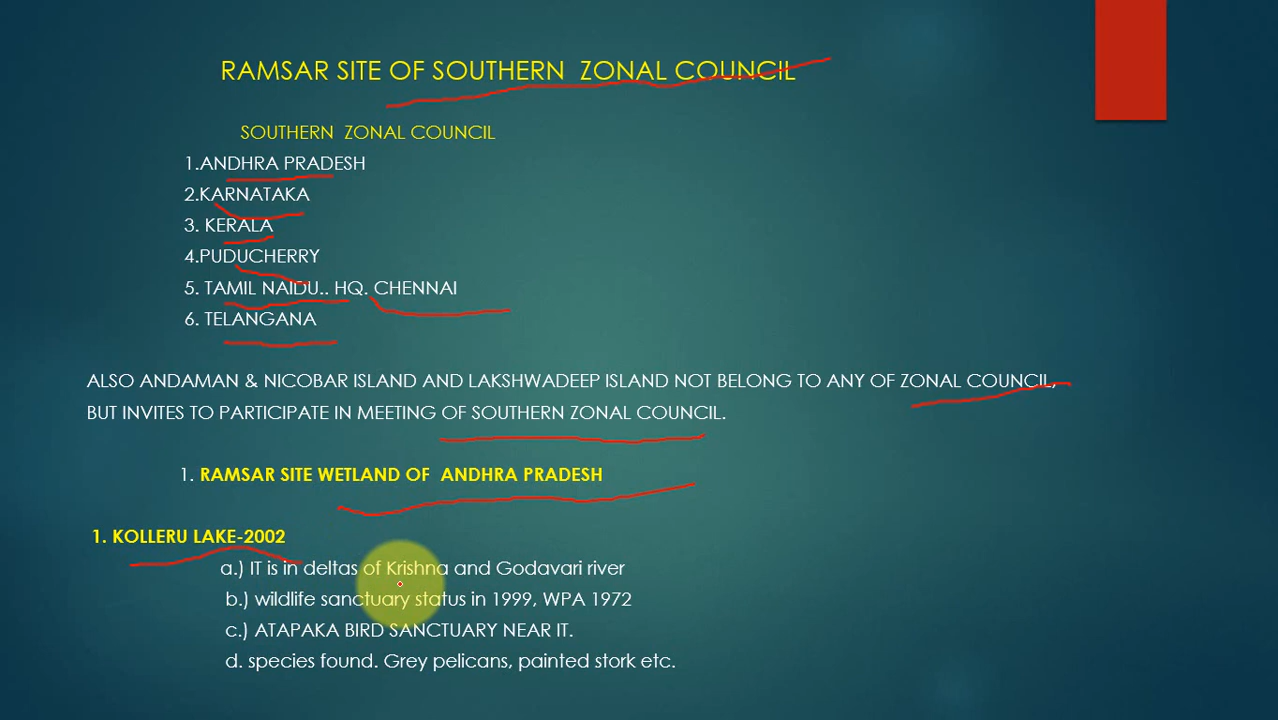 RAMSAR SITE OF SOUTHERN ZONAL COUNCIL
SOUTHERN ZONAL COUNCIL
1.ANDHRA PRADESH
2.KARNATAKA
3. KERALA
4.PUDUCHERRY
5. TAMIL NAIDU.. HQ. CHENNAI
6. TELANGANA
ALSO ANDAMAN & NICOBAR ISLAND AND LAKSHWADEEP ISLAND NOT BELONG TO ANY OF ZONAL COUNCIL,
BUT INVITES TO PARTICIPATE IN MEETING OF SOUTHERN ZONAL COUNCIL.
1. RAMSAR SITE WETLAND OF ANDHRA PRADESH
1. KOLLERU LAKE-2002
a.) IT is in deltas of Krishna and Godavari river
b.) wildlife sanctuary status in 1999, WPA 1972
c.) ATAPAKA BIRD SANCTUARY NEAR IT.
d. species found. Grey pelicans, painted stork etc.